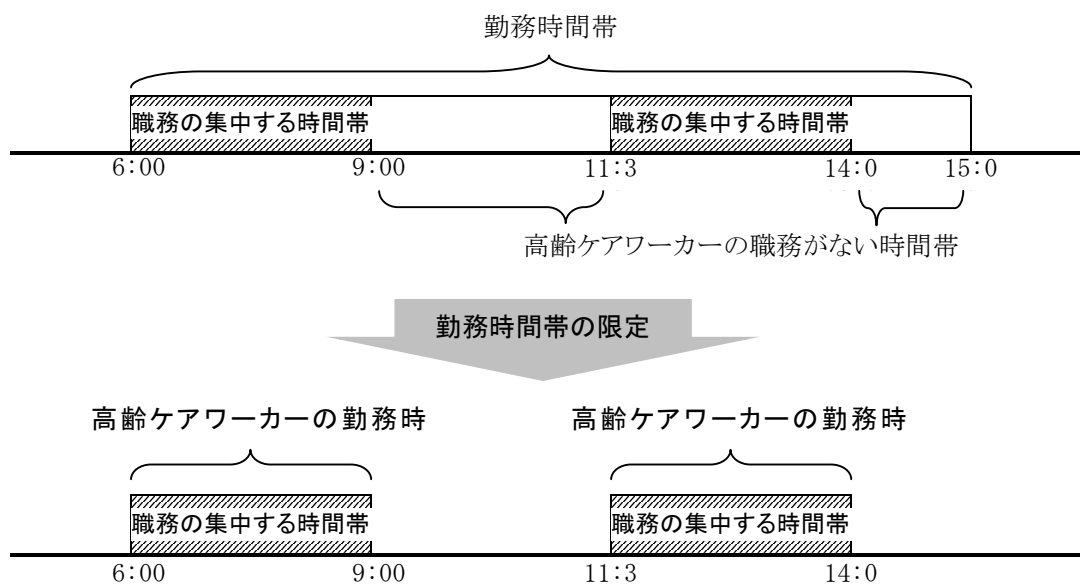 勤務時間帯
職務の集中する時間帯 職務の集中する時間帯
6:00 9:00 11:3 14:0 15:0
高齢ケアワーカーの職務がない時間帯
勤務時間帯の限定
高齢ケアワーカーの勤務時 高齢ケアワーカーの勤務時
職務の集中する時間帯 職務の集中する時間帯
6:00 9:00 11:3 14:0